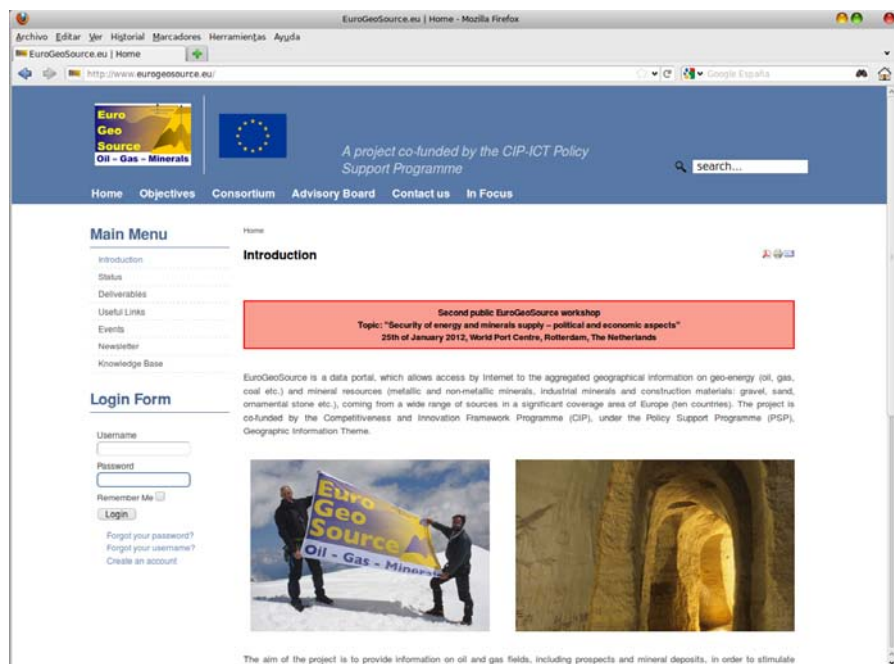 EuroGeoSource.eu | Home - Mozilla Firefox
Archivo Editar Ver Historial Marcadores Herramientas Ayuda
EuroGeoSource.eu | Home
http://www.eurogeosource.eu/
Google España
Euro
Geo
Source
Oil - Gas - Minerals
A project co-funded by the CIP-ICT Policy
Support Programme
search...
Home Objectives Consortium Advisory Board Contact us In Focus
Main Menu
Introduction
Status
Deliverables
Useful Links
Events
Newsletter
Knowledge Base
Login Form
Username
Password
Remember Me
Login
Forgot your password?
Forgot your username?
Create an account
Home
Introduction
Second public EuroGeoSource workshop
Topic: "Security of energy and minerals supply – political and economic aspects"
25th of January 2012, World Port Centre, Rotterdam, The Netherlands
EuroGeoSource is a data portal, which allows access by Internet to the aggregated geographical information on geo-energy (oil, gas,
coal etc.) and mineral resources (metallic and non-metallic minerals, industrial minerals and construction materials: gravel, sand,
ornamental stone etc.), coming from a wide range of sources in a significant coverage area of Europe (ten countries). The project is
co-funded by the Competitiveness and Innovation Framework Programme (CIP), under the Policy Support Programme (PSP),
Geographic Information Theme.
Euro
Geo
Source
Oil - Gas - Minerals
The aim of the project is to provide information on oil and gas fields, including prospects and mineral deposits, in order to stimulate